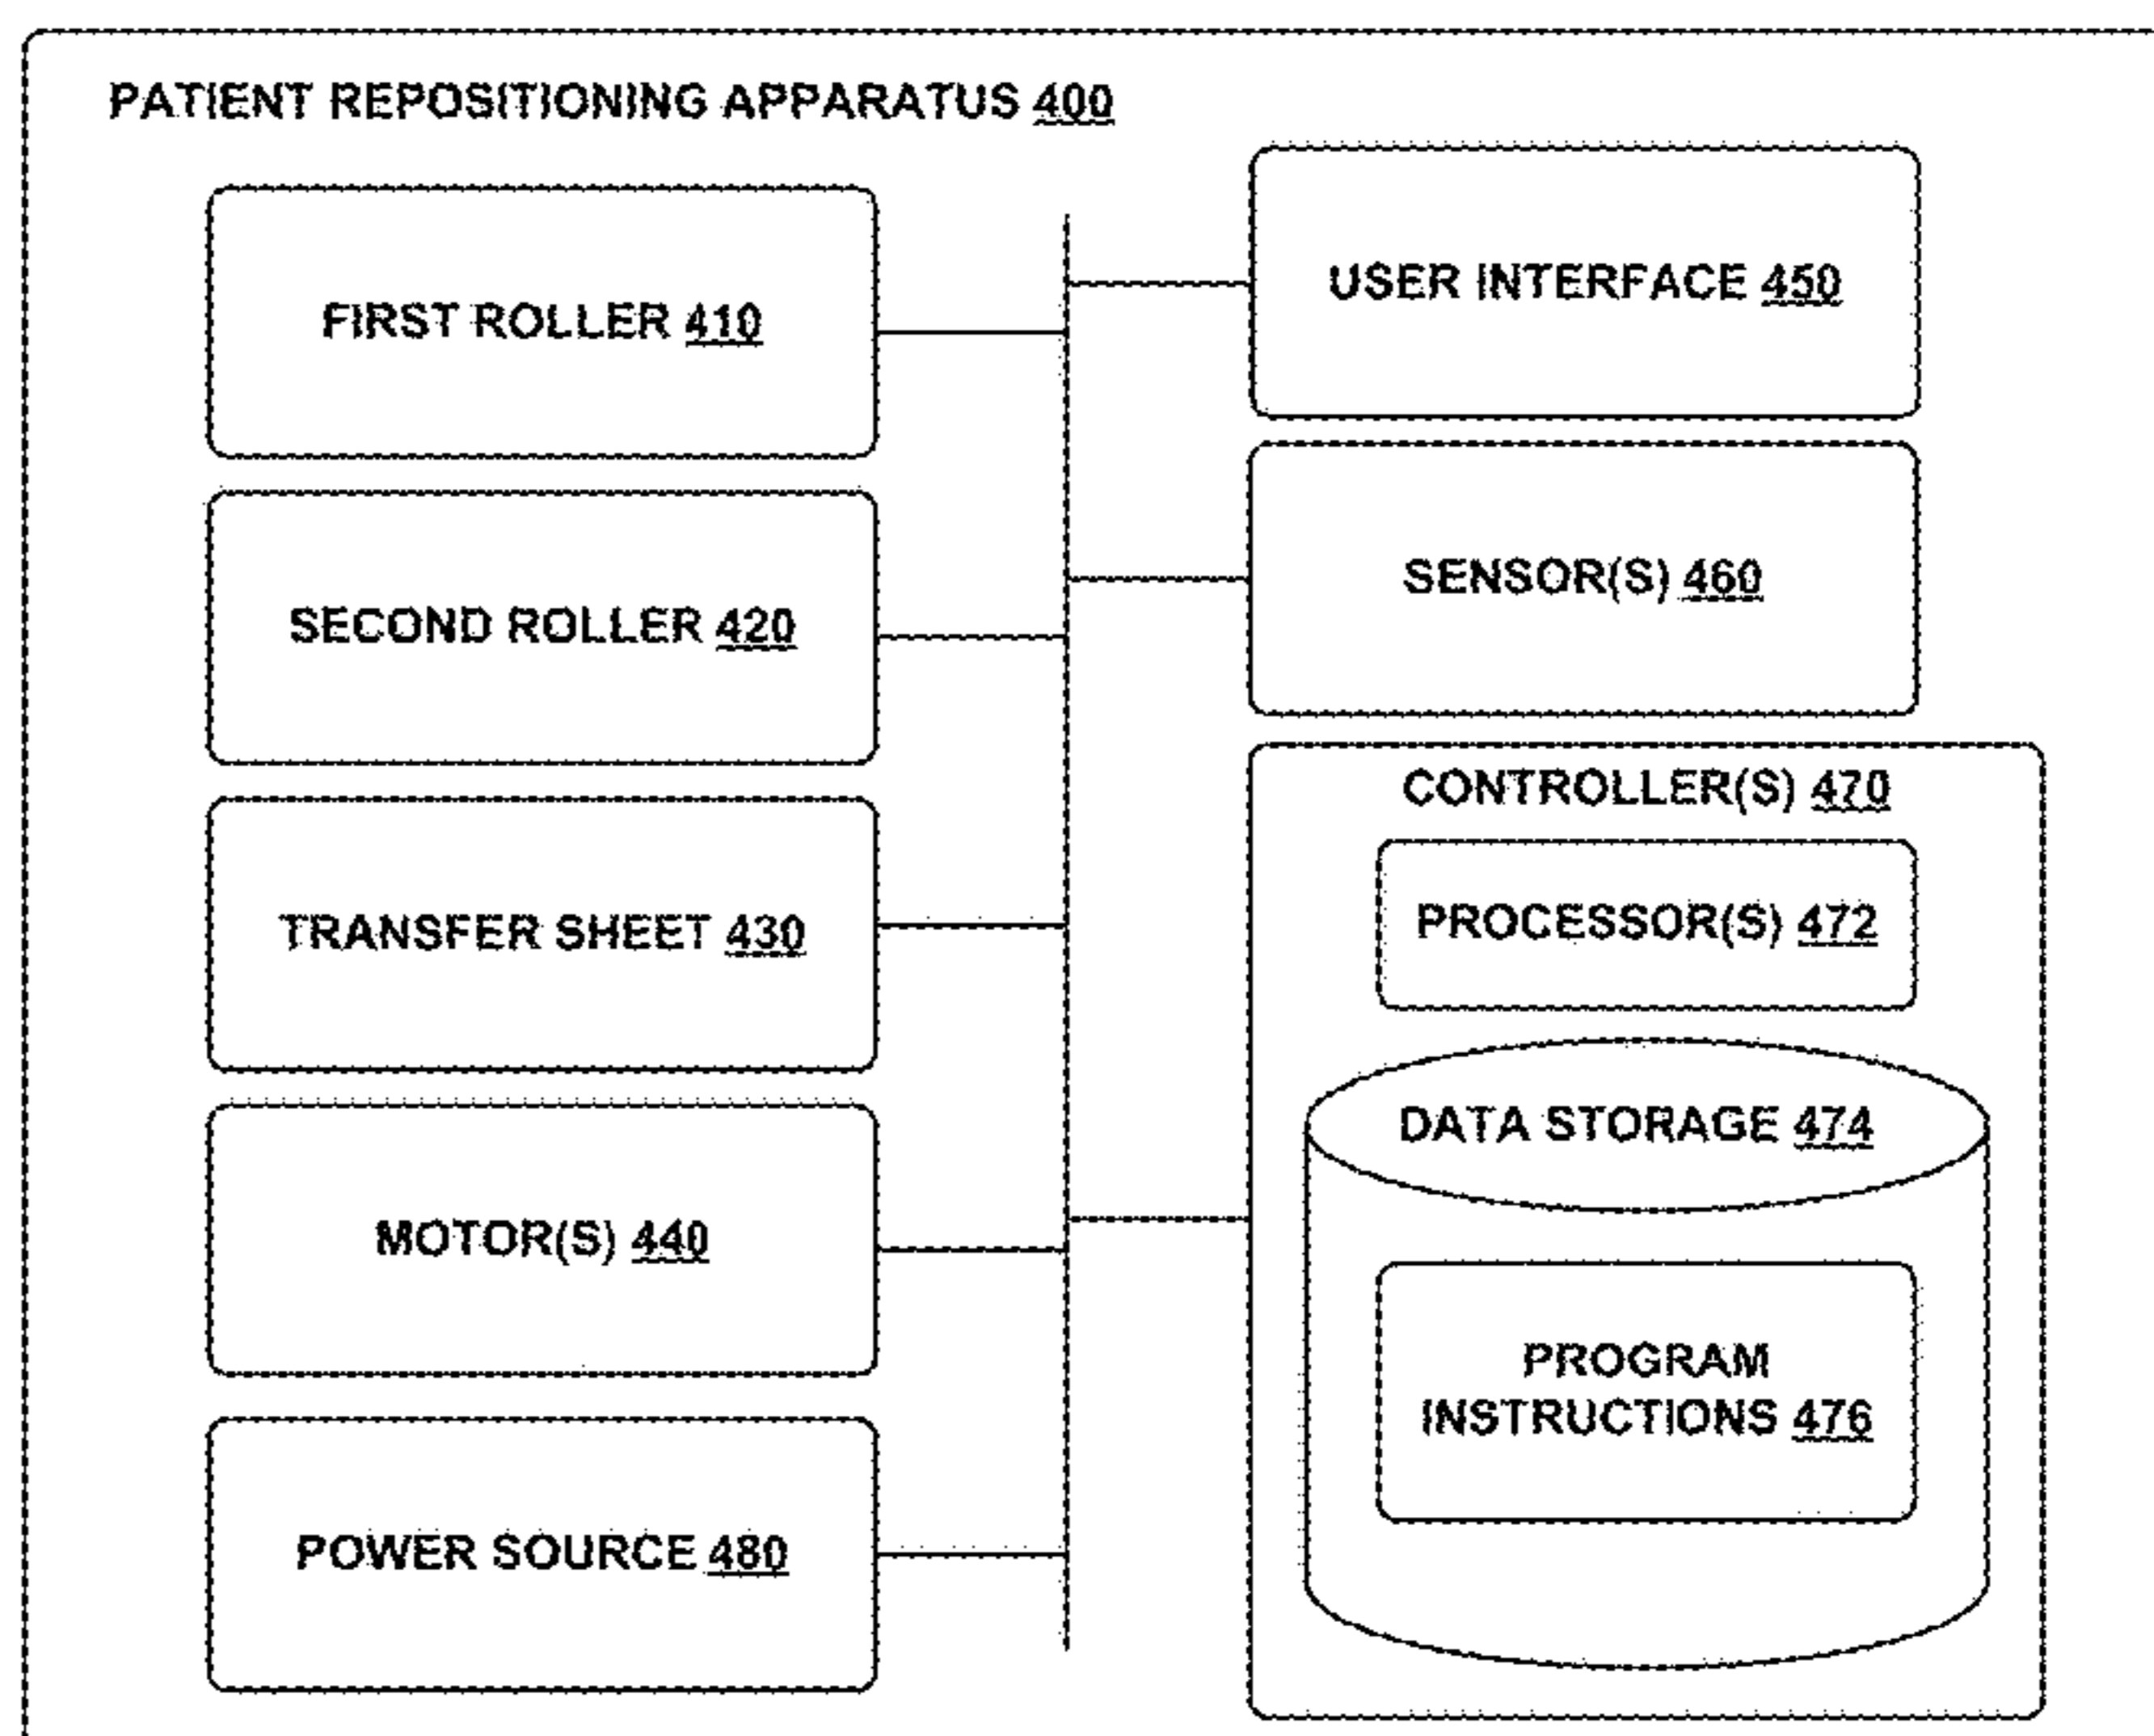 PATIENT REPOSITIONING APPARATUS 400
FIRST ROLLER 410
SECOND ROLLER 420
TRANSFER SHEET 430
MOTOR(S) 440
POWER SOURCE 480
USER INTERFACE 450
SENSOR(S) 460
CONTROLLER(S) 470
PROCESSOR(S) 472
DATA STORAGE 474
PROGRAM
INSTRUCTIONS 476